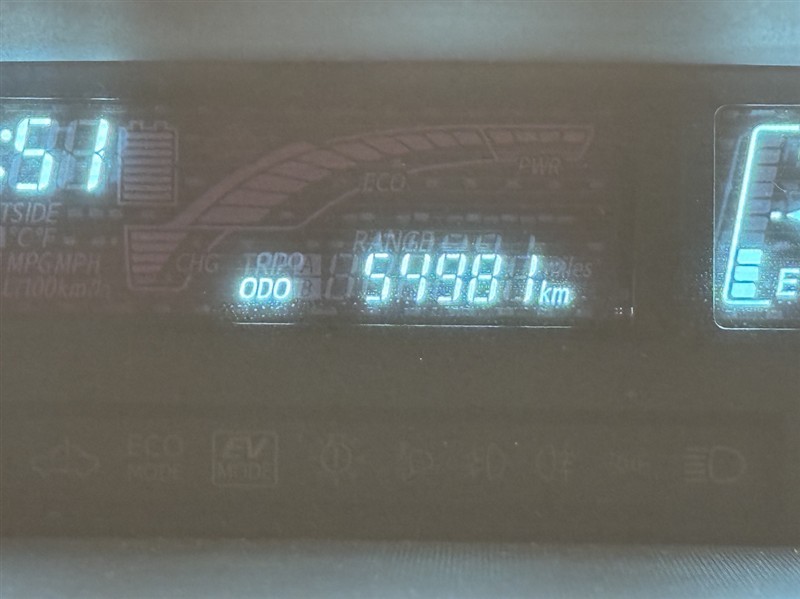 :51
ECO
PWR
TSIDE
°C°F
RANGE
MPG MPH
CHG
TRIP
miles
L/100km/h
ODO
54981 km
E
ECO
MODE
EV
MODE